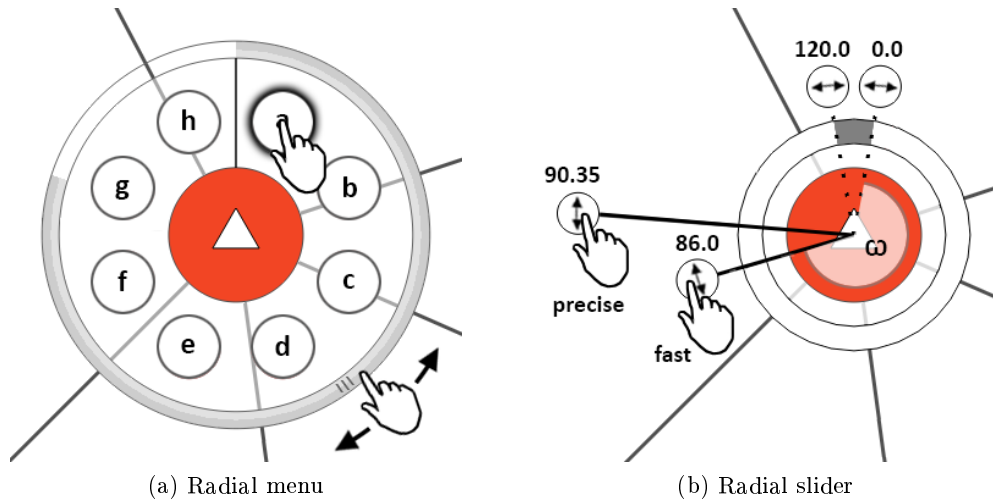 120.0 0.0
a
h
90.35
b
g
86.0
ω
f
c
precise
e
d
fast
(a) Radial menu
(b) Radial slider